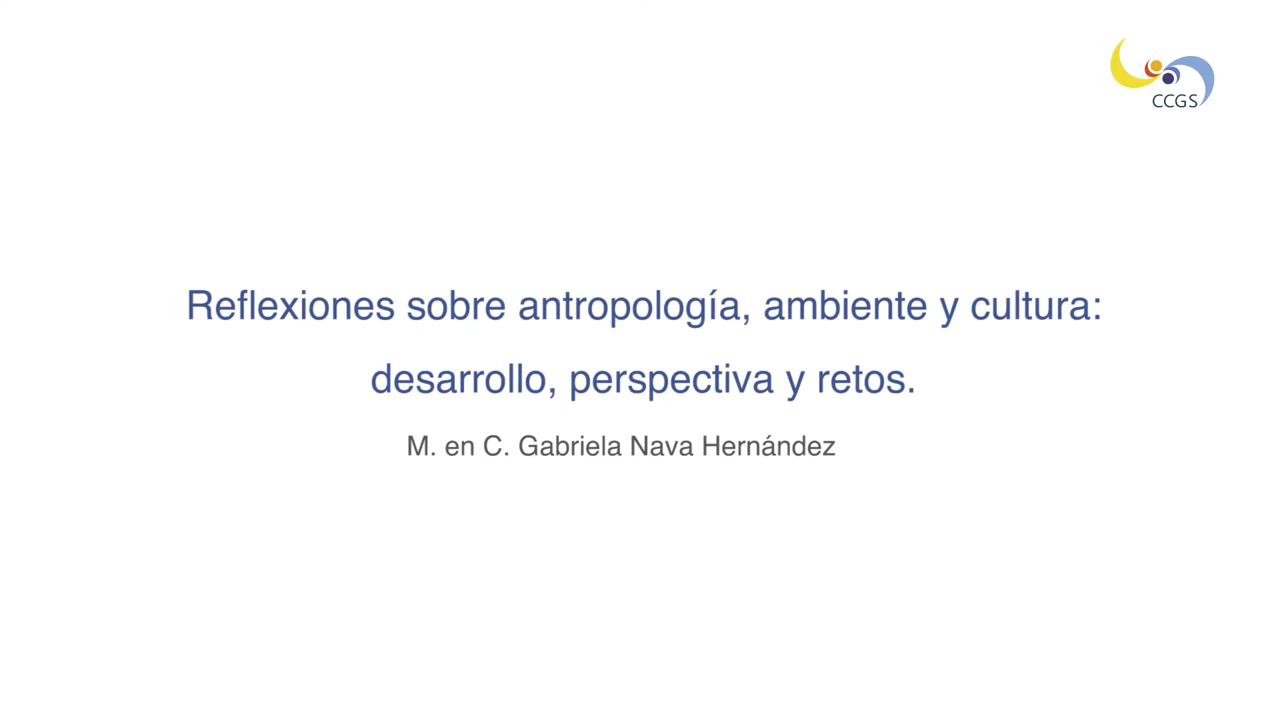 CCGS
Reflexiones sobre antropología, ambiente y cultura:
desarrollo, perspectiva y retos.
M. en C. Gabriela Nava Hernández